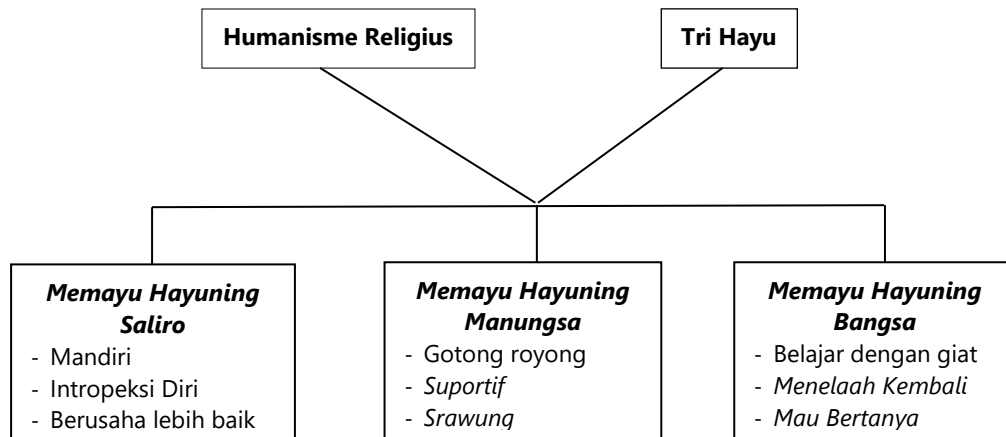 Humanisme Religius
Tri Hayu
Memayu Hayuning
Saliro
- Mandiri
- Intropeksi Diri
- Berusaha lebih baik
Memayu Hayuning
Manungsa
- Gotong royong
- Suportif
- Srawung
Memayu Hayuning
Bangsa
- Belajar dengan giat
- Menelaah Kembali
- Mau Bertanya